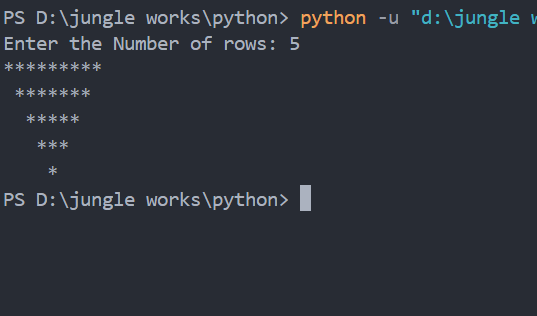 PS D:\jungle works\python> python -u "d:\jungle w
Enter the Number of rows: 5
*********
 *******
  *****
   ***
    *
PS D:\jungle works\python>